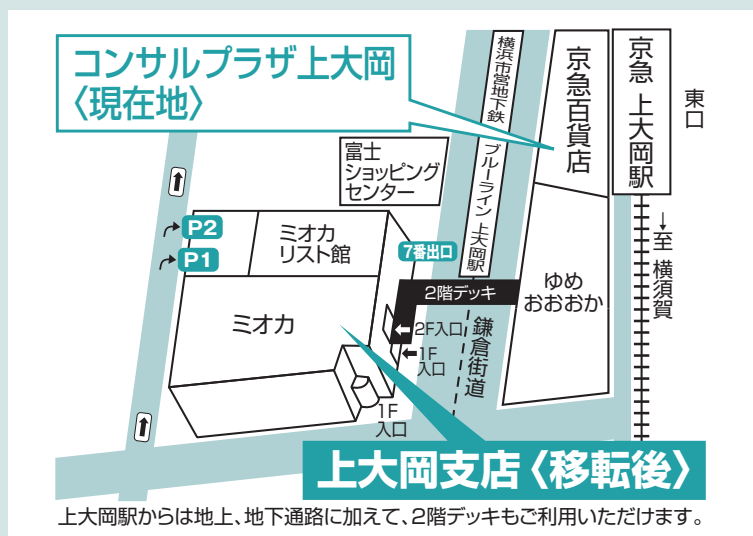 コンサルプラザ上大岡
〈現在地〉
横浜市営地下鉄 ブルーライン 上大岡駅
京急百貨店
京急 上大岡駅
東口
富士
ショッピング
センター
P2
P1
ミオカ
リスト館
7番出口
↓至 横須賀
2階デッキ
ゆめ
おおおか
ミオカ
2F入口
1F
入口
鎌倉街道
1F
入口
上大岡支店〈移転後〉
上大岡駅からは地上、地下通路に加えて、2階デッキもご利用いただけます。